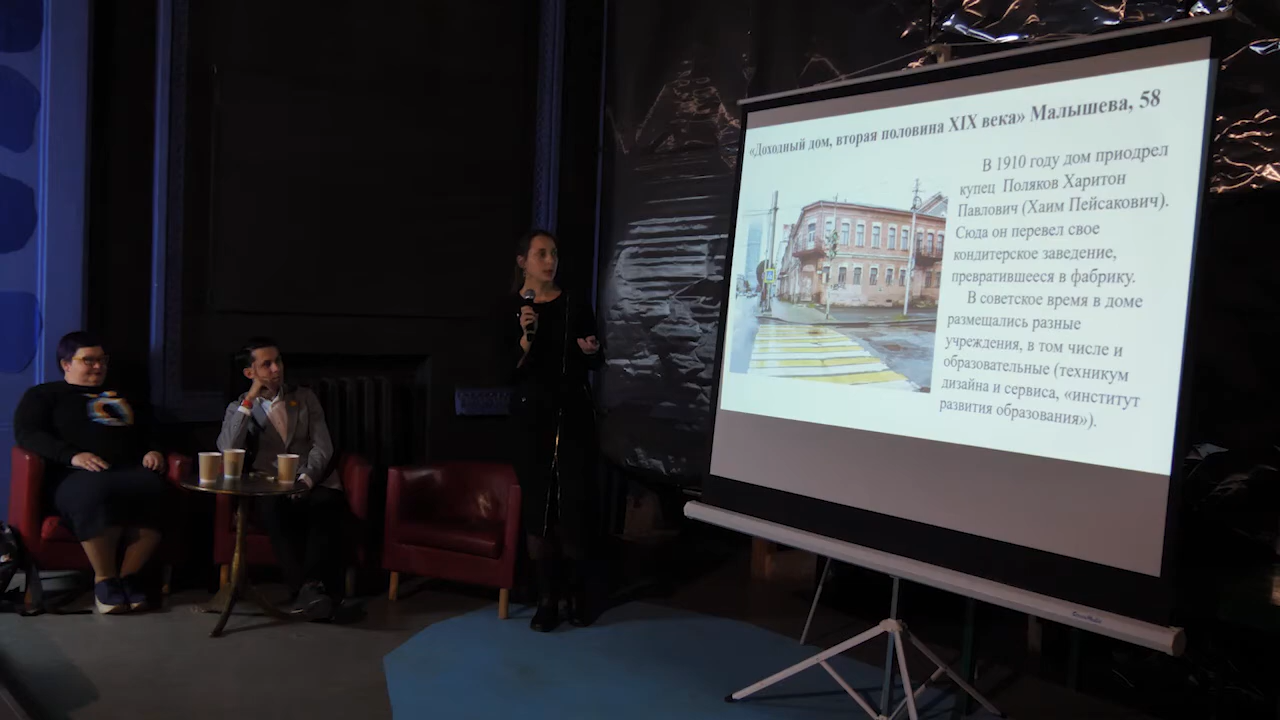 «Доходный дом, вторая половина XIX века» Малышева, 58
В 1910 году дом приодрел
купец Поляков Харитон
Павлович (Хаим Пейсакович).
Сюда он перевел свое
кондитерское заведение,
превратившееся в фабрику.
В советское время в доме
размещались разные
учреждения, в том числе и
образовательные (техникум
дизайна и сервиса, «институт
развития образования»).